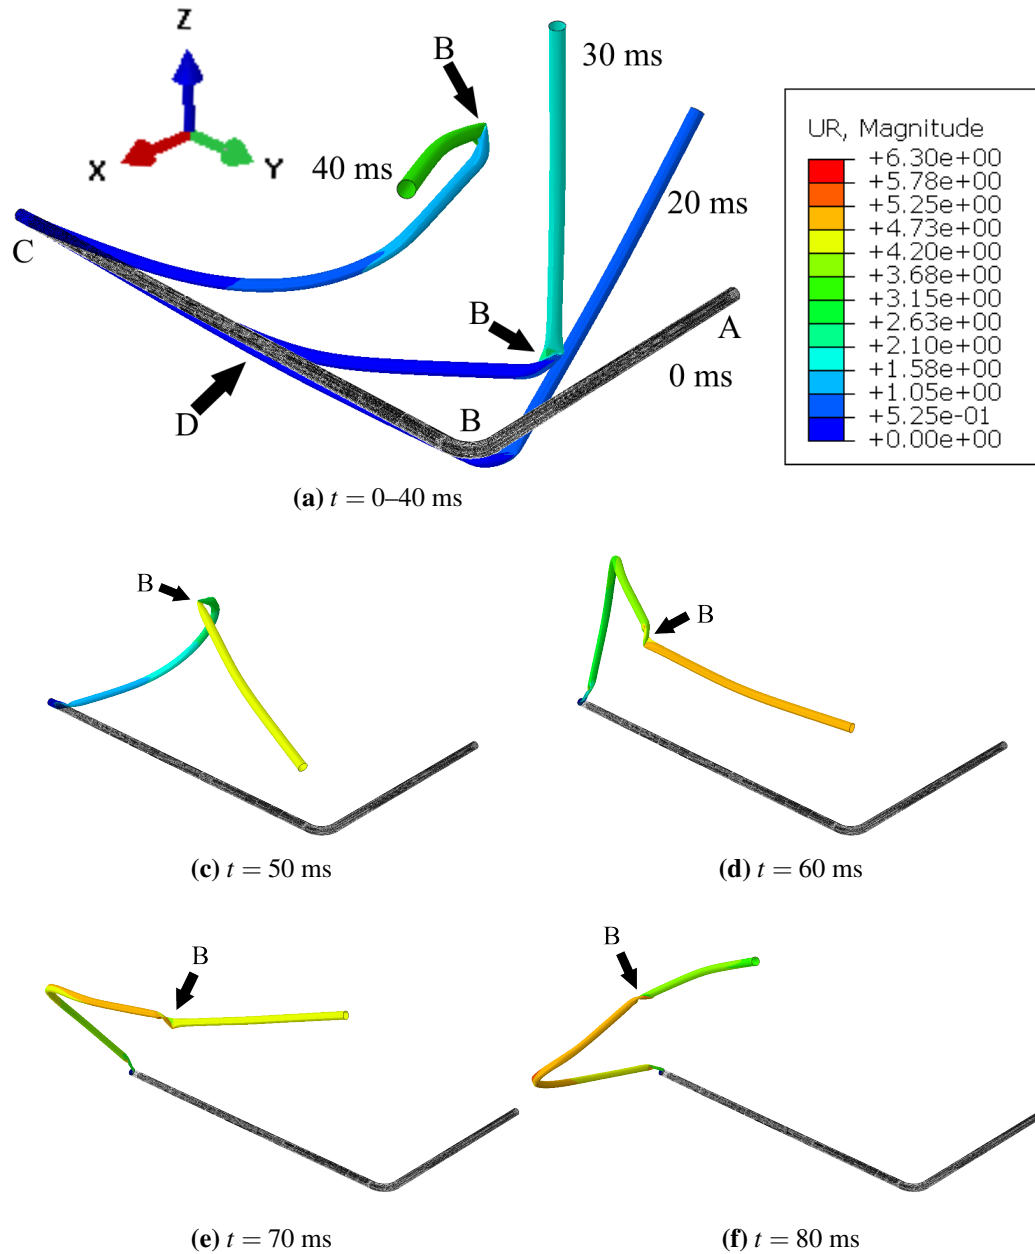 Z
X
Y
B
30 ms
40 ms
20 ms
C
B
A
0 ms
D
B
UR, Magnitude
+6.30e+00
+5.78e+00
+5.25e+00
+4.73e+00
+4.20e+00
+3.68e+00
+3.15e+00
+2.63e+00
+2.10e+00
+1.58e+00
+1.05e+00
+5.25e-01
+0.00e+00
(a) t = 0–40 ms
B
(c) t = 50 ms
B
(d) t = 60 ms
B
(e) t = 70 ms
B
(f) t = 80 ms